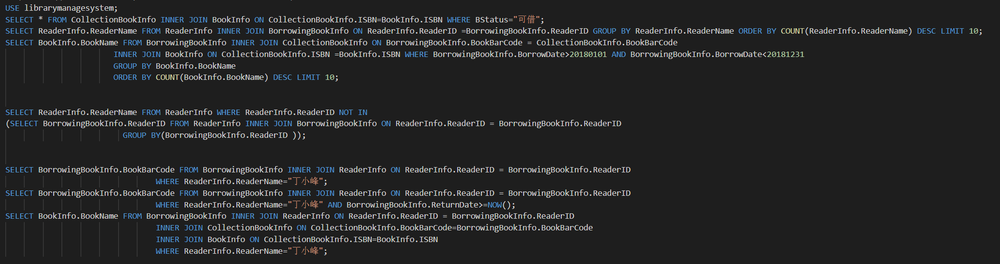 USE librarymanagesystem;
SELECT * FROM CollectionBookInfo INNER JOIN BookInfo ON CollectionBookInfo.ISBN=BookInfo.ISBN WHERE BStatus="可借";
SELECT ReaderInfo.ReaderName FROM ReaderInfo INNER JOIN BorrowingBookInfo ON ReaderInfo.ReaderID =BorrowingBookInfo.ReaderID GROUP BY ReaderInfo.ReaderName ORDER BY COUNT(ReaderInfo.ReaderName) DESC LIMIT 10;
SELECT BookInfo.BookName FROM BorrowingBookInfo INNER JOIN CollectionBookInfo ON BorrowingBookInfo.BookBarCode = CollectionBookInfo.BookBarCode
INNER JOIN BookInfo ON CollectionBookInfo.ISBN =BookInfo.ISBN WHERE BorrowingBookInfo.BorrowDate>20180101 AND BorrowingBookInfo.BorrowDate<20181231
GROUP BY BookInfo.BookName
ORDER BY COUNT(BookInfo.BookName) DESC LIMIT 10;
SELECT ReaderInfo.ReaderName FROM ReaderInfo WHERE ReaderInfo.ReaderID NOT IN
(SELECT BorrowingBookInfo.ReaderID FROM ReaderInfo INNER JOIN BorrowingBookInfo ON ReaderInfo.ReaderID = BorrowingBookInfo.ReaderID
GROUP BY(BorrowingBookInfo.ReaderID ));
SELECT BorrowingBookInfo.BookBarCode FROM BorrowingBookInfo INNER JOIN ReaderInfo ON ReaderInfo.ReaderID = BorrowingBookInfo.ReaderID
WHERE ReaderInfo.ReaderName="丁小峰";
SELECT BorrowingBookInfo.BookBarCode FROM BorrowingBookInfo INNER JOIN ReaderInfo ON ReaderInfo.ReaderID = BorrowingBookInfo.ReaderID
WHERE ReaderInfo.ReaderName="丁小峰" AND BorrowingBookInfo.ReturnDate>=NOW();
SELECT BookInfo.BookName FROM BorrowingBookInfo INNER JOIN ReaderInfo ON ReaderInfo.ReaderID = BorrowingBookInfo.ReaderID
INNER JOIN CollectionBookInfo ON CollectionBookInfo.BookBarCode=BorrowingBookInfo.BookBarCode
INNER JOIN BookInfo ON CollectionBookInfo.ISBN=BookInfo.ISBN
WHERE ReaderInfo.ReaderName="丁小峰";